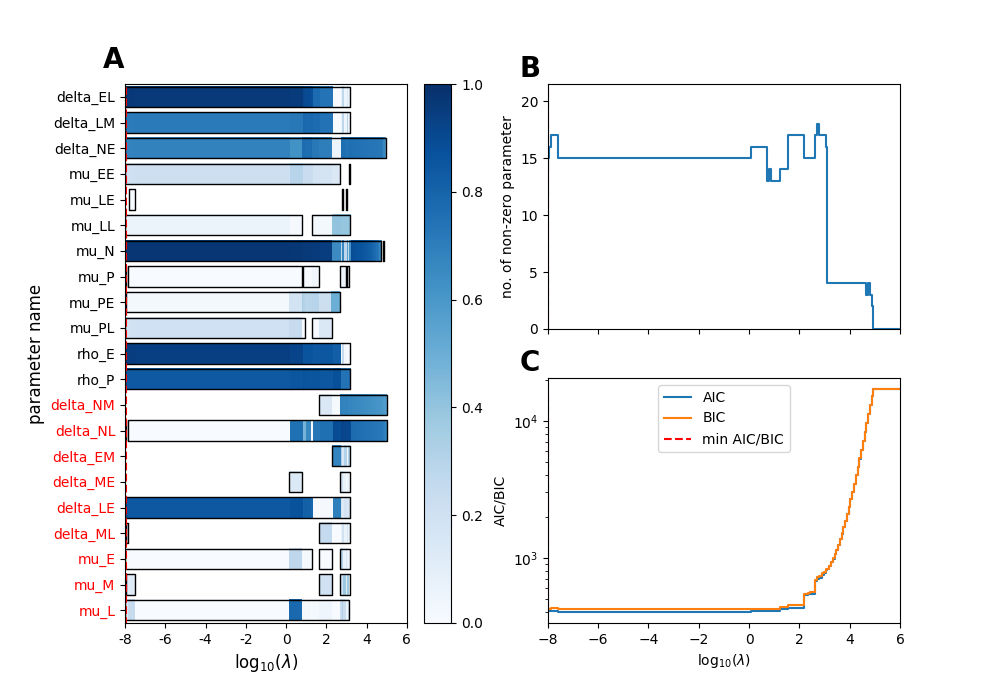 A
parameter name
delta_EL
delta_LM
delta_NE
mu_EE
mu_LE
mu_LL
mu_N
mu_P
mu_PE
mu_PL
rho_E
rho_P
delta_NM
delta_NL
delta_EM
delta_ME
delta_LE
delta_ML
mu_E
mu_M
mu_L
-8 -6 -4 -2 0 2 4 6
log10(λ)
1.0
0.8
0.6
0.4
0.2
0.0
B
no. of non-zero parameter
20
15
10
5
0
C
AIC/BIC
10^4
10^3
AIC
BIC
min AIC/BIC
−8 −6 −4 −2 0 2 4 6
log10(λ)